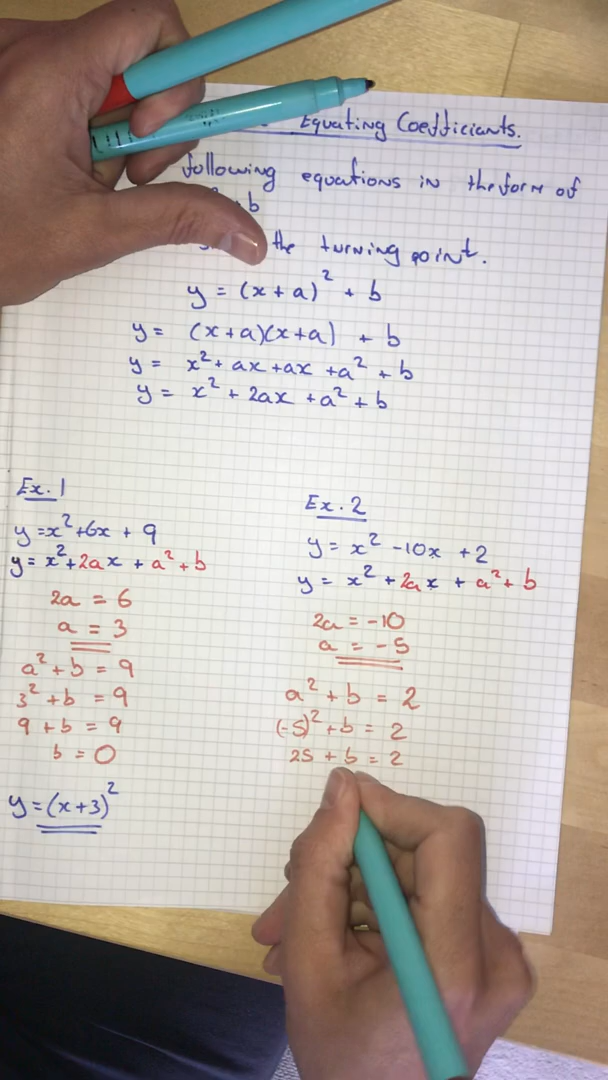 Equating Coefficients.
following equations in the form of
b
the turning point.
y = (x + a)² + b
y = (x+a)(x+a) + b
y = x² + ax + ax + a² + b
y = x² + 2ax + a² + b
Ex. 1
y = x² + 6x + 9
y = x² + 2ax + a² + b
2a = 6
a = 3
a² + b = 9
3² + b = 9
9 + b = 9
b = 0
y = (x+3)²
Ex. 2
y = x² - 10x + 2
y = x² + 2ax + a² + b
2a = -10
a = -5
a² + b = 2
(-5)² + b = 2
25 + b = 2